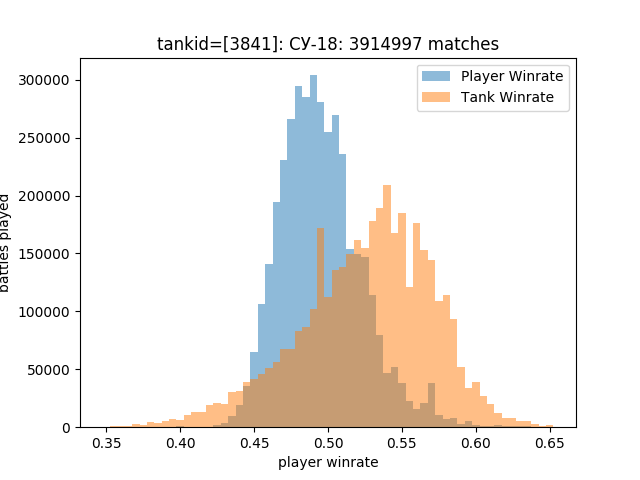 tankid=[3841]: СУ-18: 3914997 matches
Player Winrate
Tank Winrate
300000
250000
200000
150000
100000
50000
0
battles played
0.35 0.40 0.45 0.50 0.55 0.60 0.65
player winrate